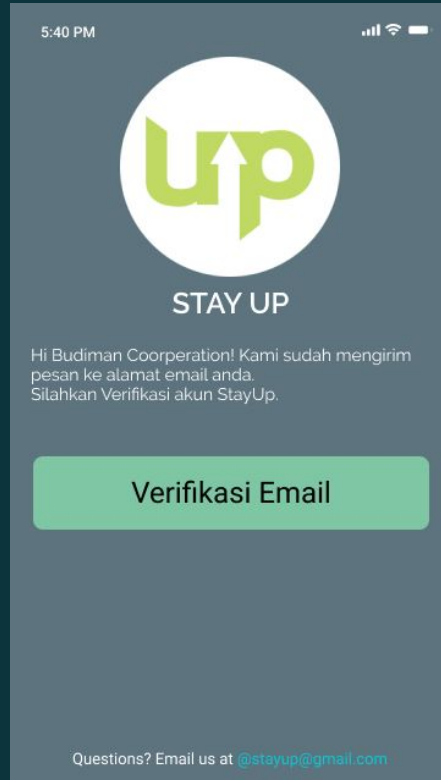 5:40 PM
up
STAY UP
Hi Budiman Coorperation! Kami sudah mengirim
pesan ke alamat email anda.
Silahkan Verifikasi akun StayUp.
Verifikasi Email
Questions? Email us at @stayup@gmail.com